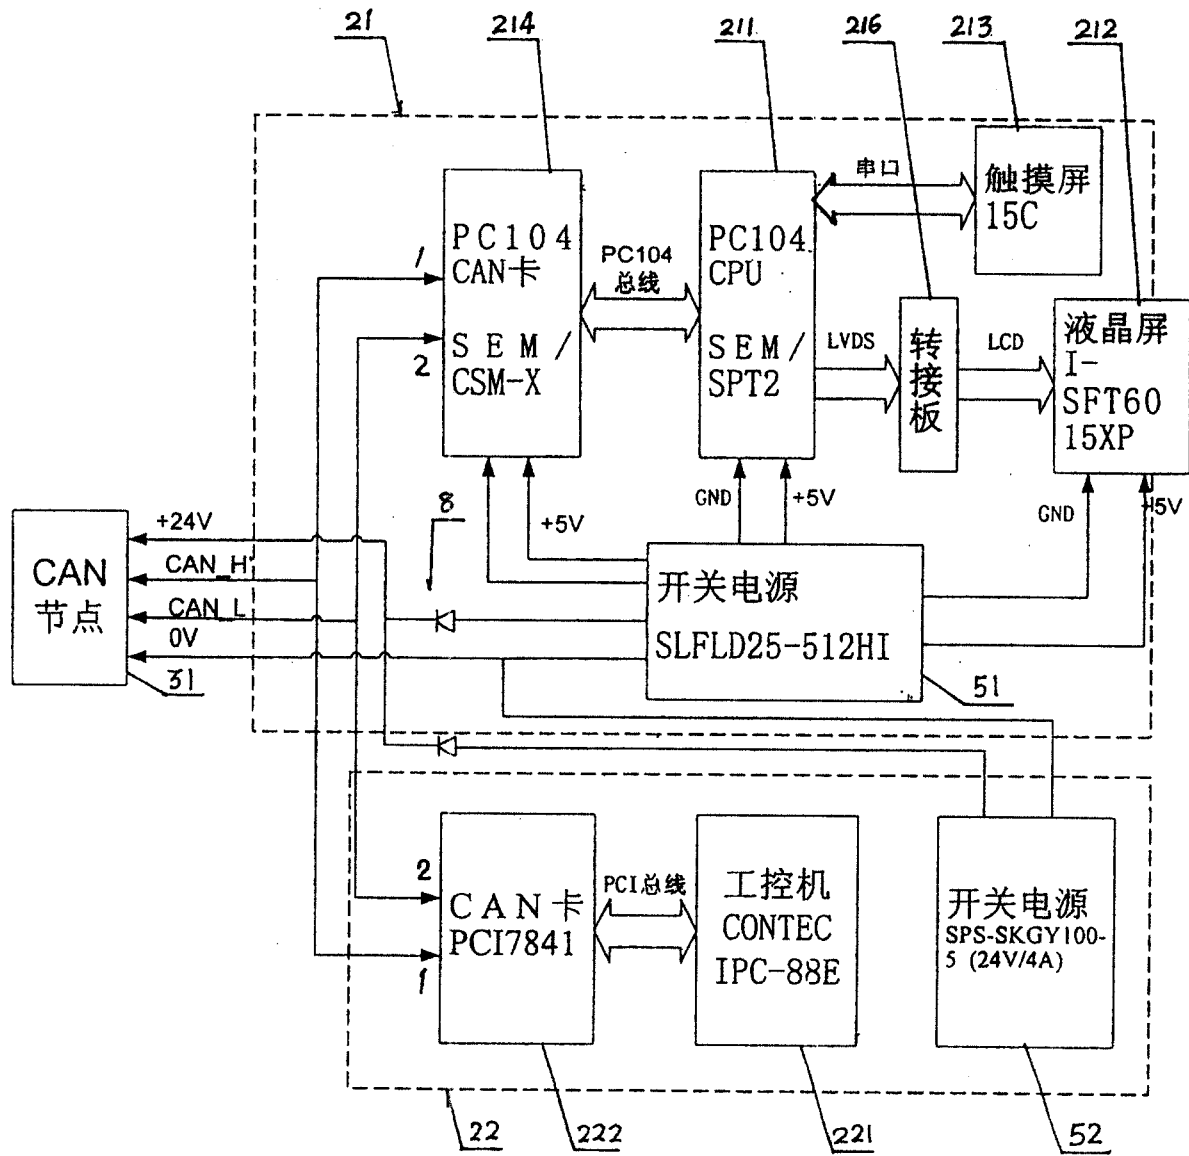 21
214
211
216
213
212
触摸屏
15C
串口
PC104
CAN卡
SEM/
CSM-X
1
2
PC104
总线
PC104
CPU
SEM/
SPT2
LVDS
转接板
LCD
液晶屏
I-
SFT60
15XP
GND
+5V
+5V
GND
+5V
8
CAN
节点
31
+24V
CAN_H
CAN_L
0V
开关电源
SLFLD25-512HI
51
2
1
CAN卡
PCI7841
PCI总线
工控机
CONTEC
IPC-88E
开关电源
SPS-SKGY100-
5 (24V/4A)
22
222
221
52